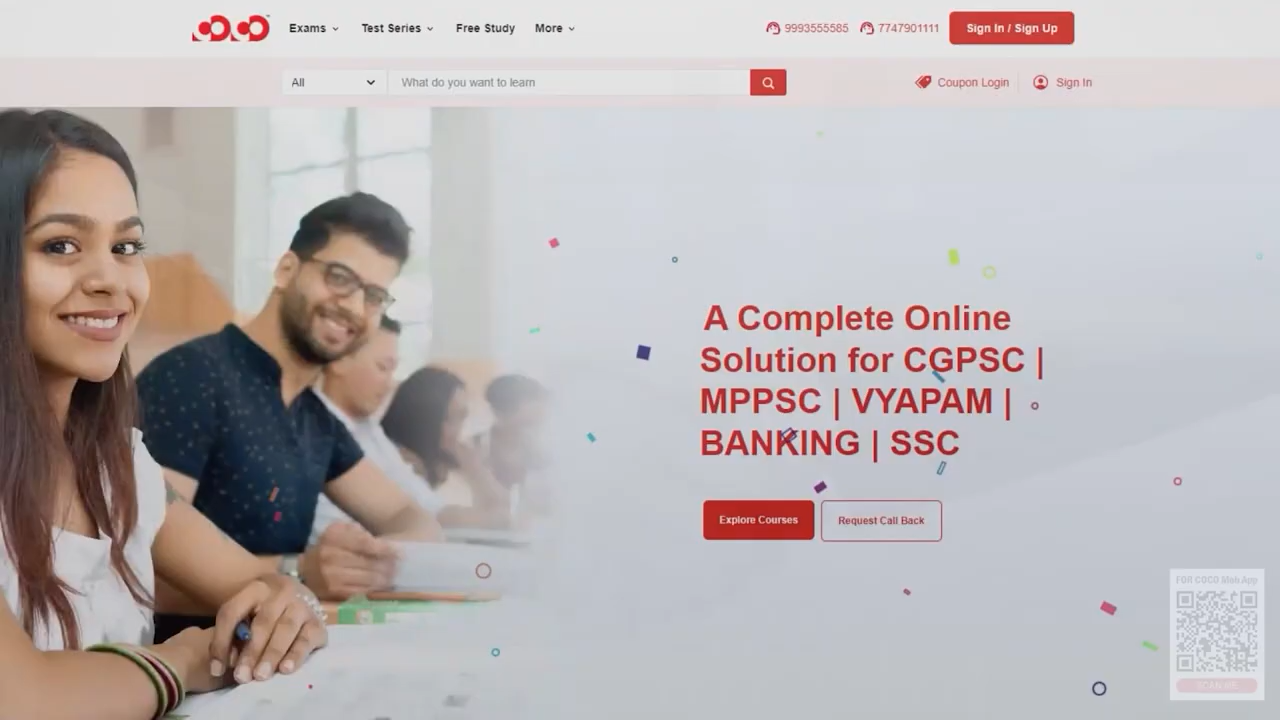 COCO
Exams
Test Series
Free Study
More
9993555585
7747901111
Sign In / Sign Up
All
What do you want to learn
Coupon Login
Sign In
A Complete Online
Solution for CGPSC |
MPPSC | VYAPAM |
BANKING | SSC
Explore Courses
Request Call Back
FOR COCO Mob App
SCAN ME